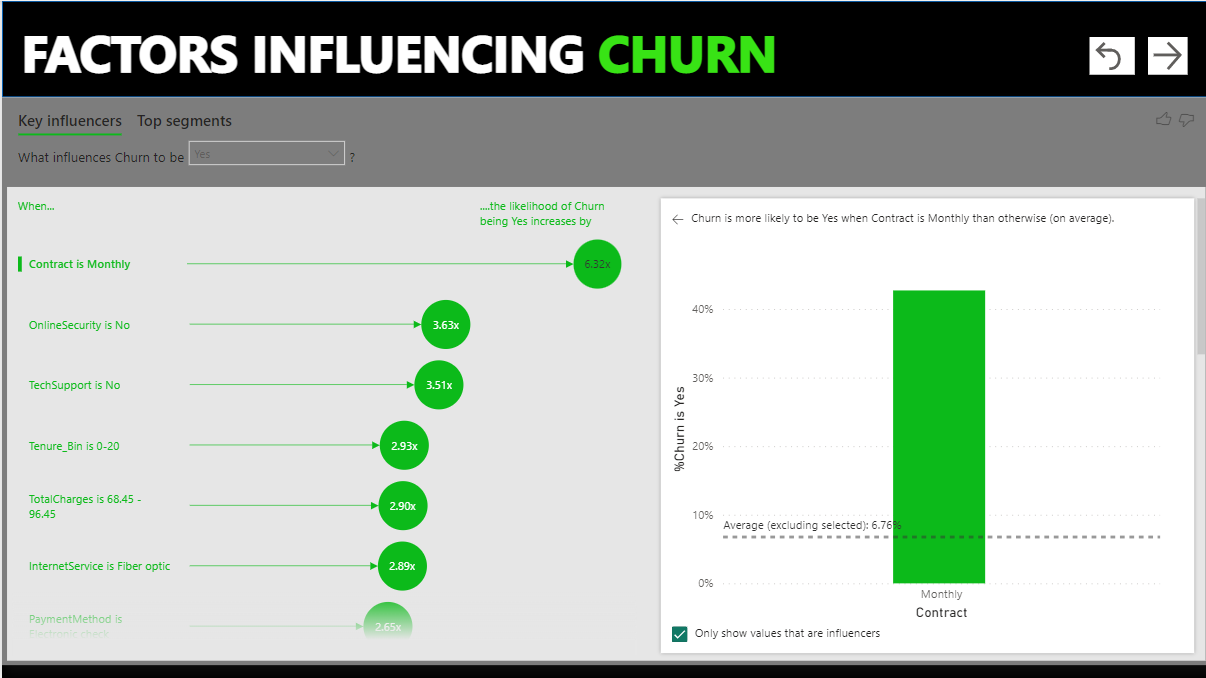 FACTORS INFLUENCING CHURN
Key influencers Top segments
What influences Churn to be Yes ?
When...
....the likelihood of Churn
being Yes increases by
Contract is Monthly 6.32x
OnlineSecurity is No 3.63x
TechSupport is No 3.51x
Tenure_Bin is 0-20 2.93x
TotalCharges is 68.45 -
96.45
2.90x
InternetService is Fiber optic 2.89x
PaymentMethod is
Electronic check
2.65x
Churn is more likely to be Yes when Contract is Monthly than otherwise (on average).
%Churn is Yes
40%
30%
20%
10%
0%
Average (excluding selected): 6.76%
Monthly
Contract
Only show values that are influencers